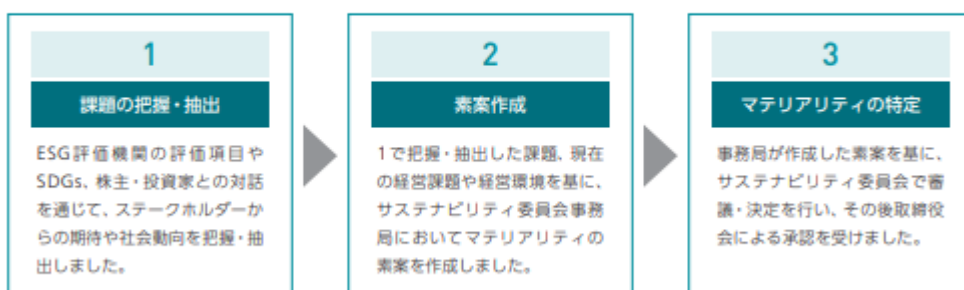 1
課題の把握・抽出
ESG評価機関の評価項目や
SDGs、株主・投資家との対話
を通じて、ステークホルダーか
らの期待や社会動向を把握・抽
出しました。
2
素案作成
1で把握・抽出した課題、現在
の経営課題や経営環境を基に、
サステナビリティ委員会事務
局においてマテリアリティの
素案を作成しました。
3
マテリアリティの特定
事務局が作成した素案を基に、
サステナビリティ委員会で審
議・決定を行い、その後取締役
会による承認を受けました。